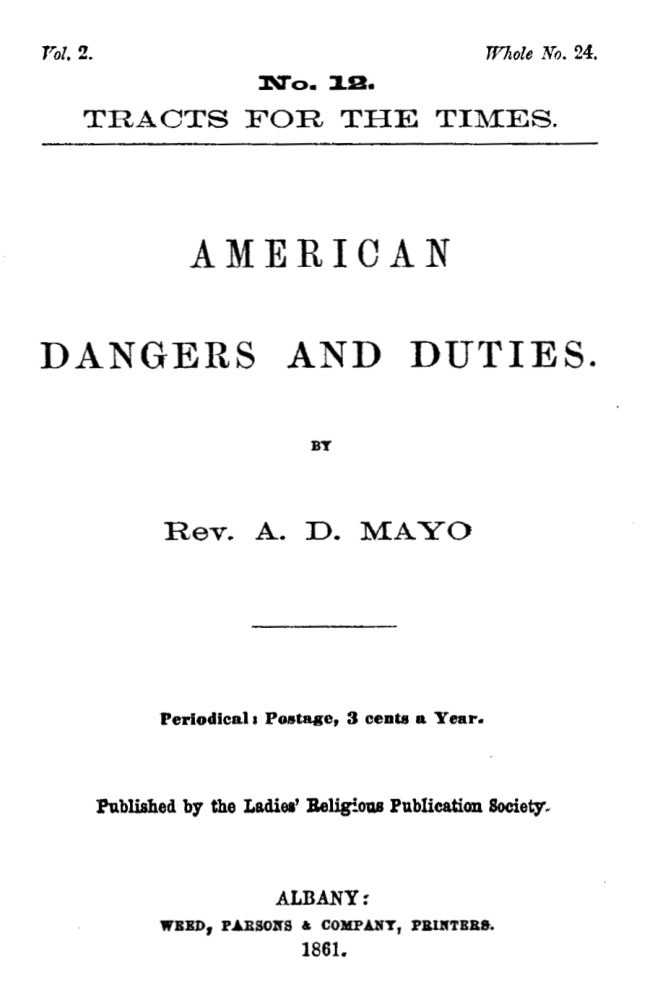 Vol. 2. Whole No. 24.
No. 12.
TRACTS FOR THE TIMES.
AMERICAN
DANGERS AND DUTIES.
BY
Rev. A. D. MAYO
Periodical: Postage, 3 cents a Year.
Published by the Ladies' Religious Publication Society.
ALBANY:
WEED, PARSONS & COMPANY, PRINTERS.
1861.